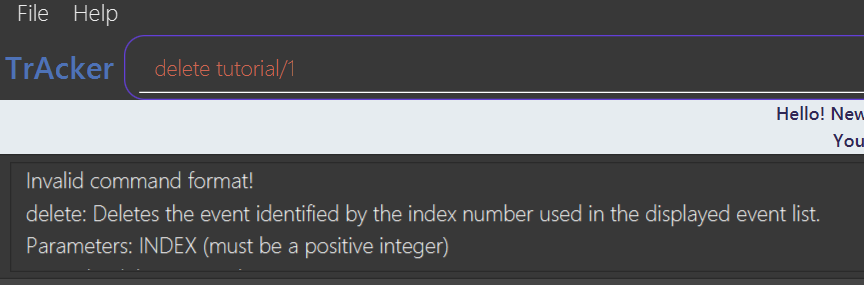 File Help
TrAcker delete tutorial/1
Hello! New
You
Invalid command format!
delete: Deletes the event identified by the index number used in the displayed event list.
Parameters: INDEX (must be a positive integer)